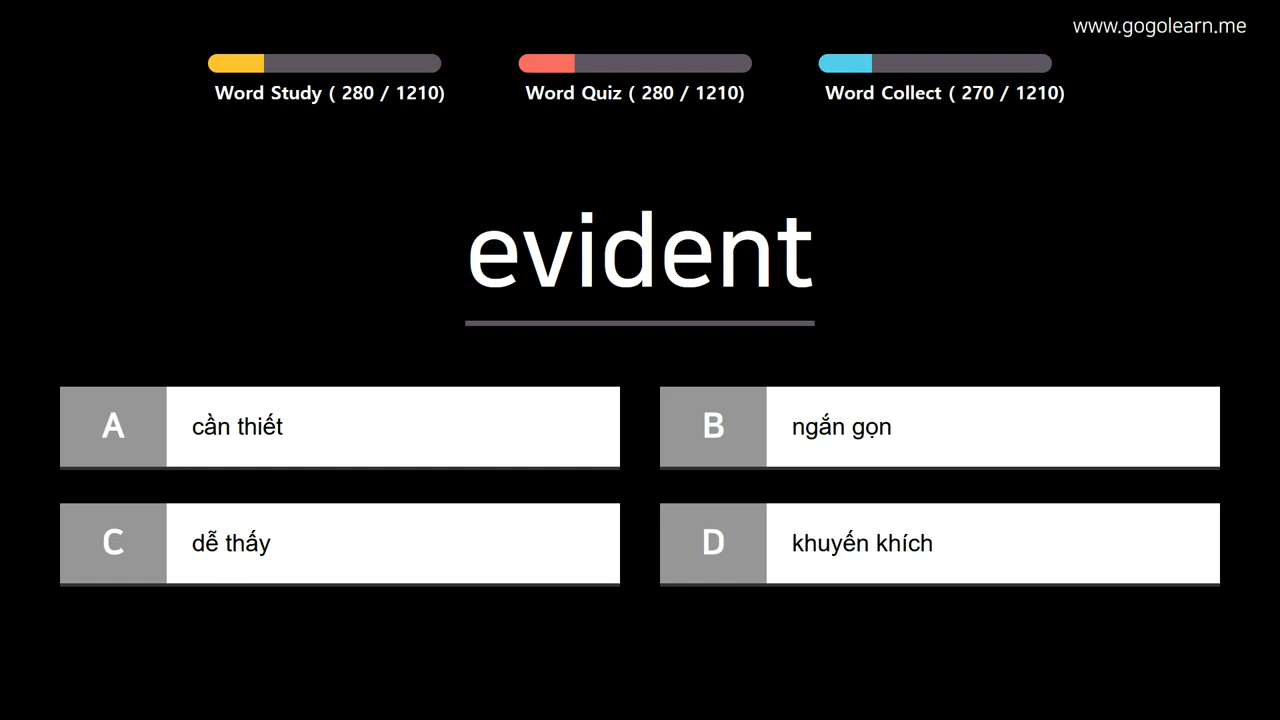 www.gogolearn.me
Word Study ( 280 / 1210)
Word Quiz ( 280 / 1210)
Word Collect ( 270 / 1210)
evident
A cần thiết
B ngắn gọn
C dễ thấy
D khuyến khích